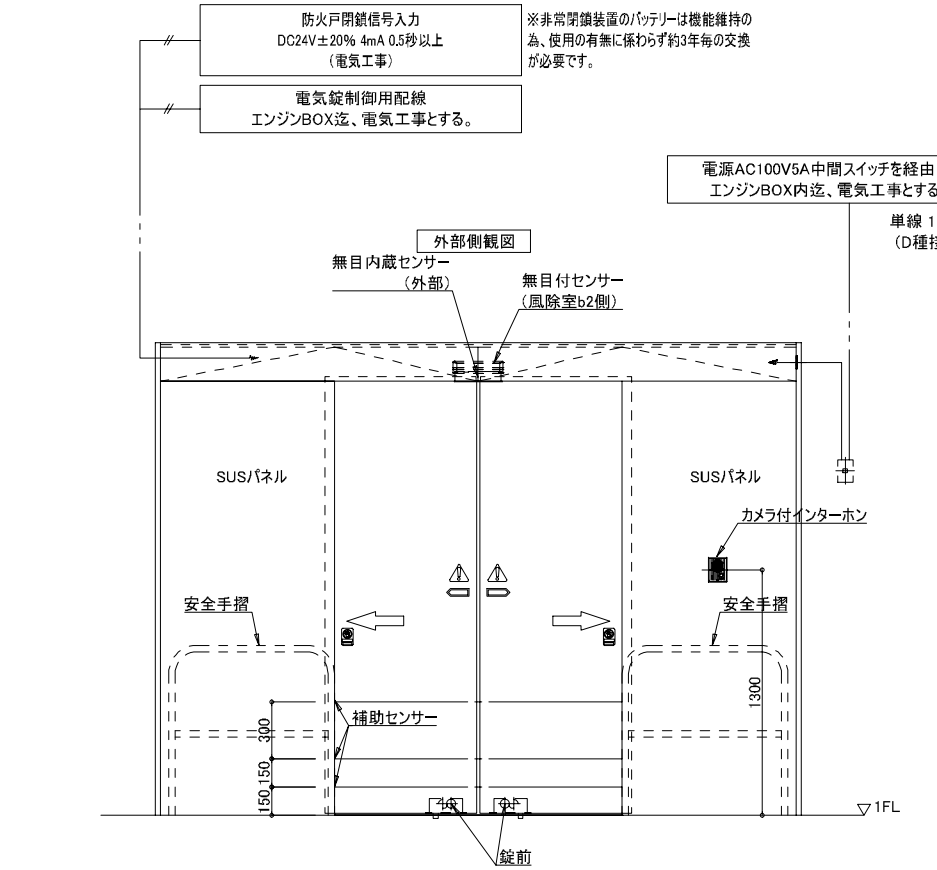 防火戸閉鎖信号入力
DC24V±20% 4mA 0.5秒以上
(電気工事)
※非常閉鎖装置のバッテリーは機能維持の
為、使用の有無に係わらず約3年毎の交換
が必要です。
電気錠制御用配線
エンジンBOX迄、電気工事とする。
電源AC100V5A中間スイッチを経由
エンジンBOX内迄、電気工事とする
単線 1
(D種接
外部側観図
無目内蔵センサー
(外部)
無目付センサー
(風除室b2側)
SUSパネル
SUSパネル
カメラ付インターホン
安全手摺
安全手摺
1300
補助センサー
300
150
150
1FL
錠前